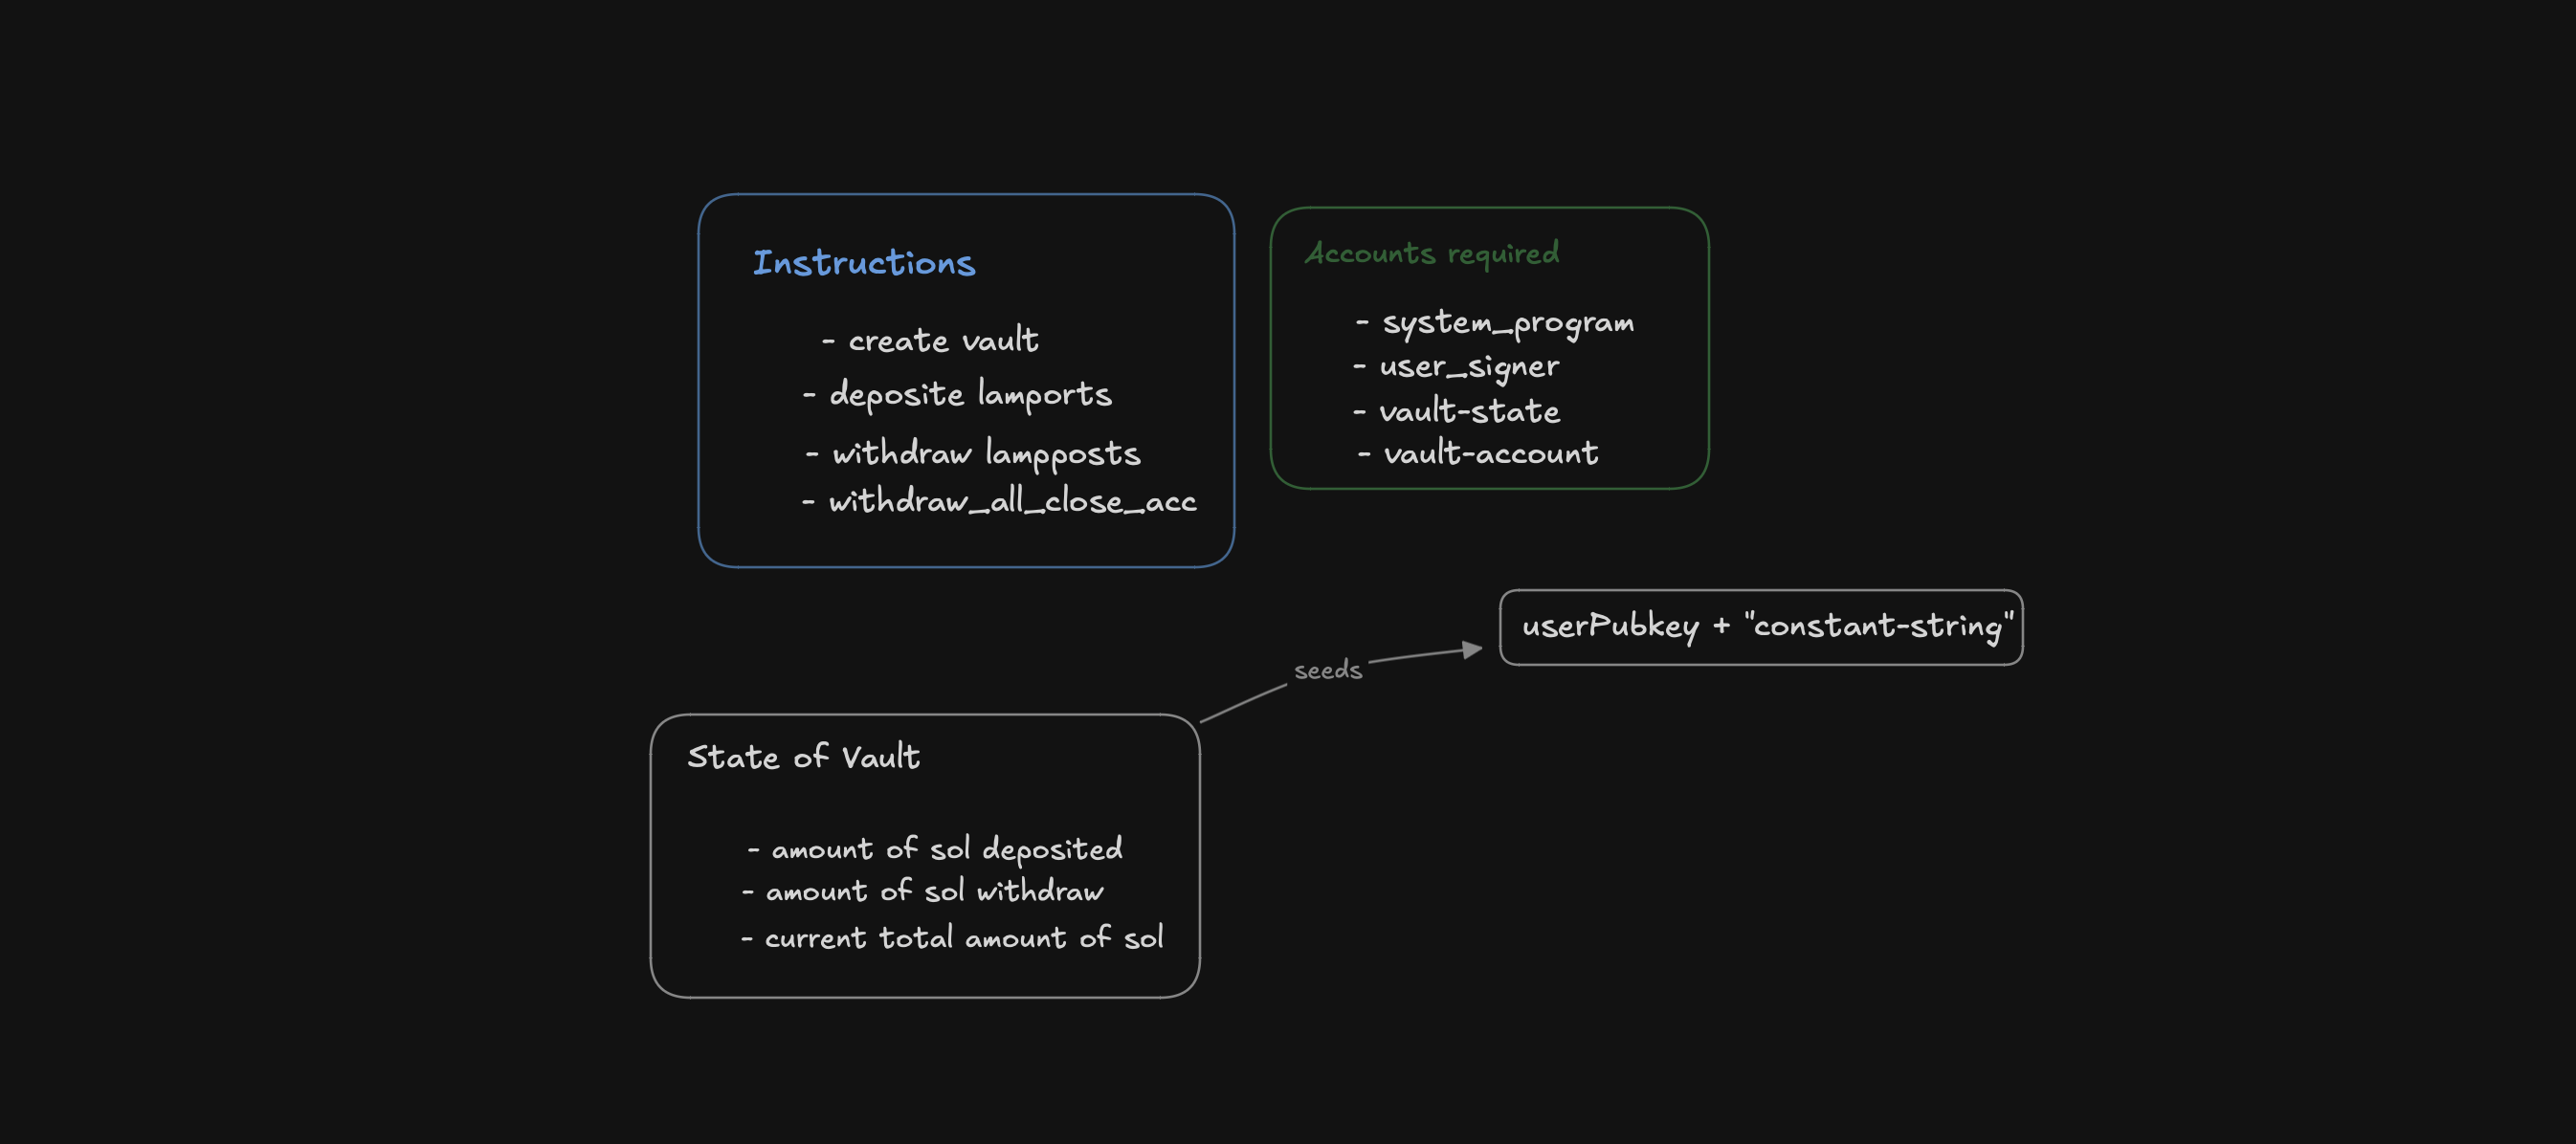 Instructions
- create vault
- deposite lamports
- withdraw lampposts
- withdraw_all_close_acc
Accounts required
- system_program
- user_signer
- vault-state
- vault-account
userPubkey + "constant-string"
seeds
State of Vault
- amount of sol deposited
- amount of sol withdraw
- current total amount of sol